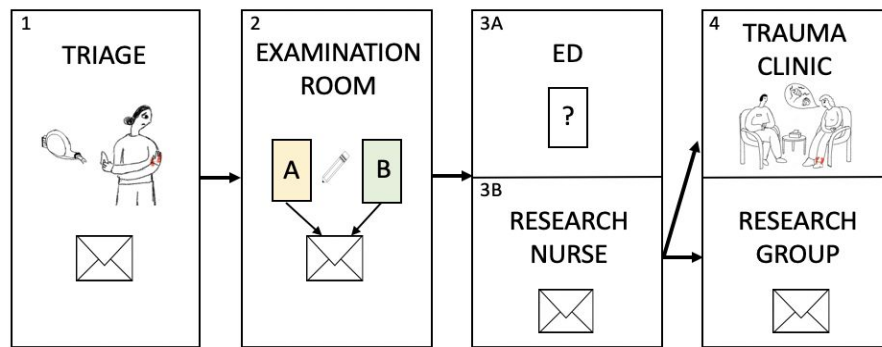 1
TRIAGE
2
EXAMINATION
ROOM
A
B
3A
ED
?
3B
RESEARCH
NURSE
4
TRAUMA
CLINIC
RESEARCH
GROUP